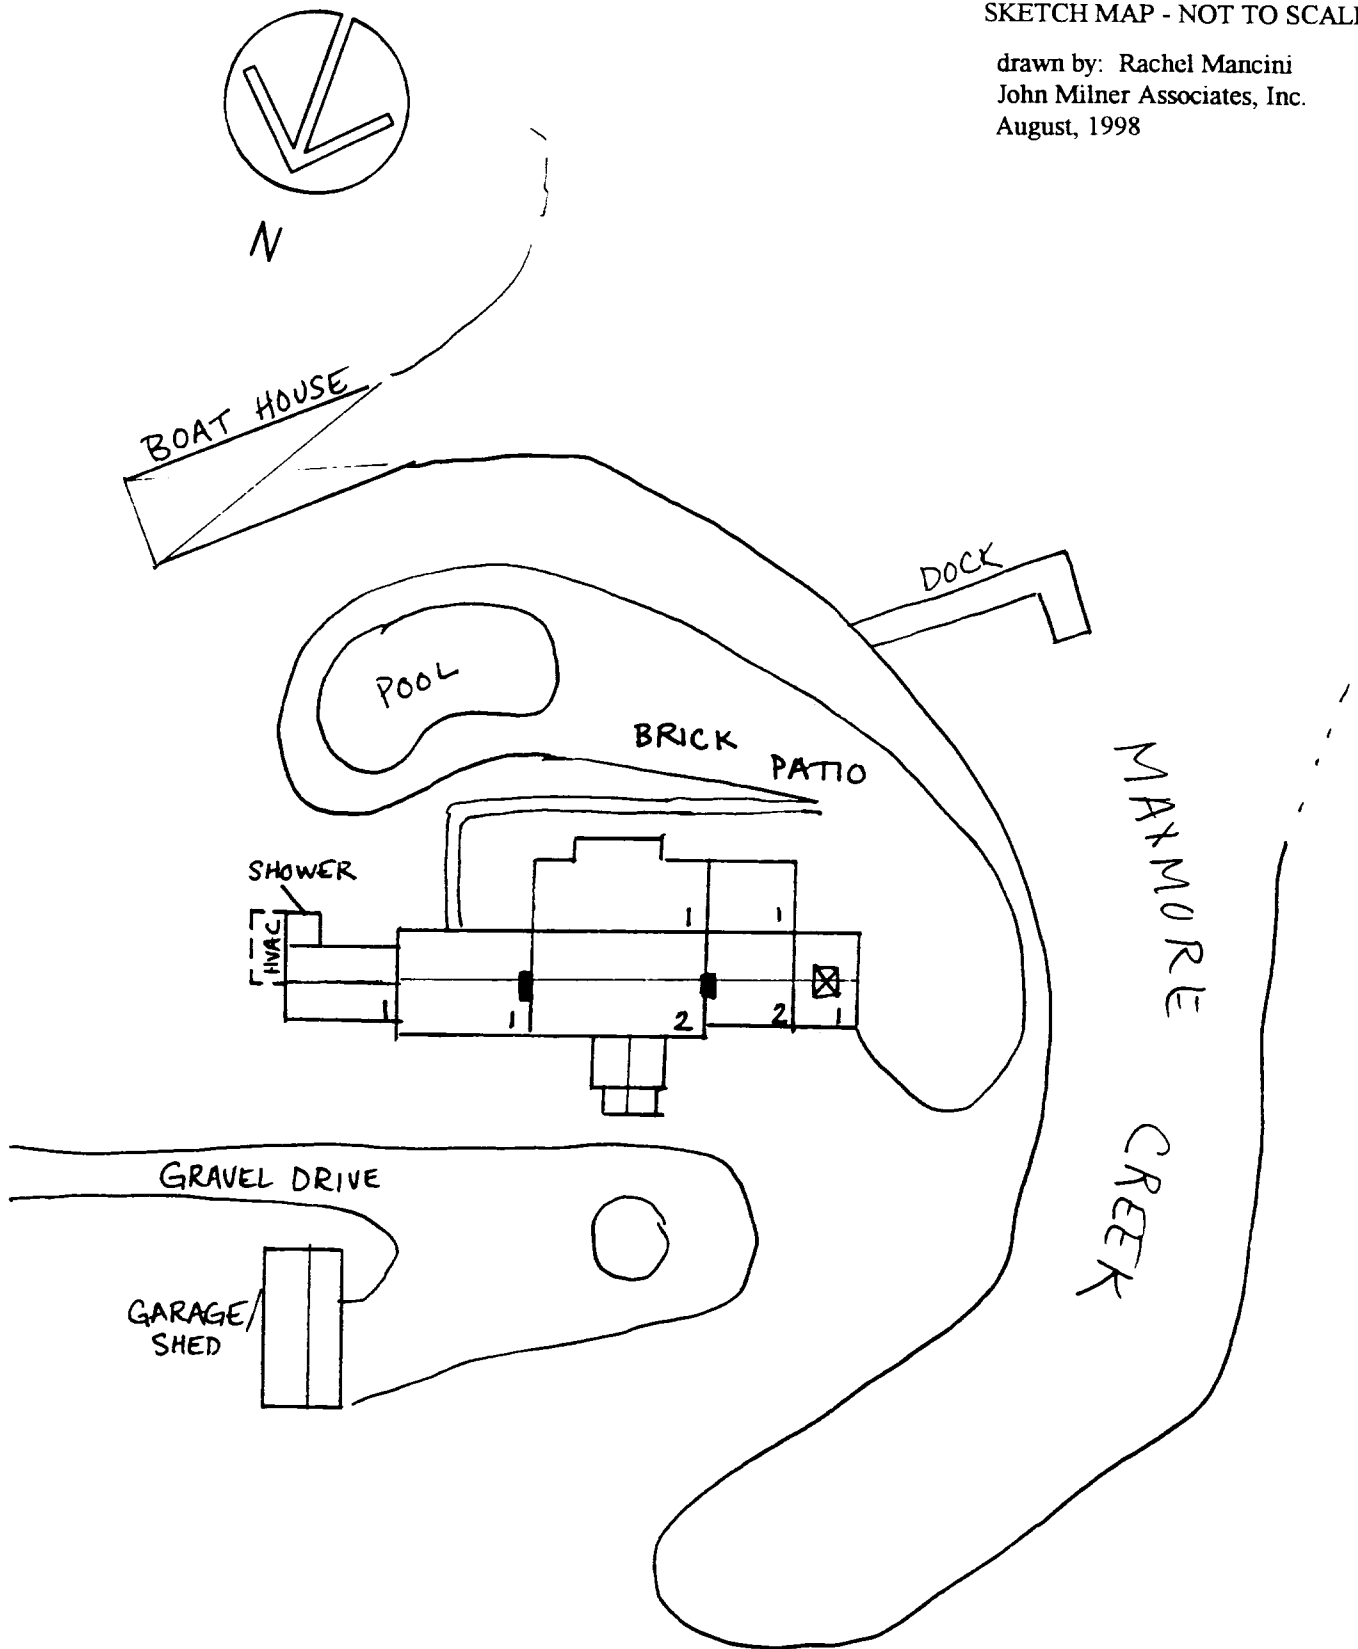 SKETCH MAP - NOT TO SCAL
drawn by: Rachel Mancini
John Milner Associates, Inc.
August, 1998
N
BOAT HOUSE
DOCK
POOL
BRICK
PATIO
MAXMORE
CREEK
SHOWER
HVAC
1
1
1
1
2
2
1
GRAVEL DRIVE
GARAGE/
SHED